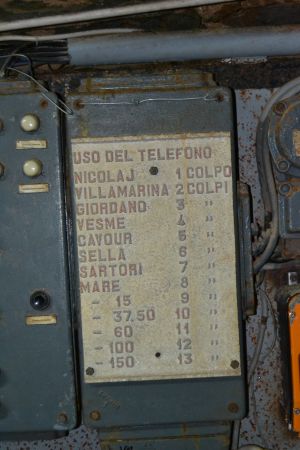 USO DEL TELEFONO
NICOLAJ 1 COLPO
VILLAMARINA 2 COLPI
GIORDANO 3 "
VESME 4 "
CAVOUR 5 "
SELLA 6 "
SARTORI 7 "
MARE 8 "
- 15 9 "
- 37.50 10 "
- 60 11 "
- 100 12 "
- 150 13 "